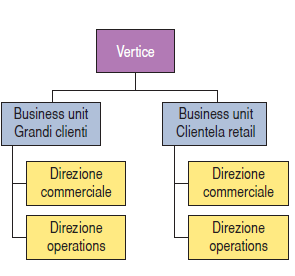 Vertice
Business unit
Grandi clienti
Business unit
Clientela retail
Direzione
commerciale
Direzione
commerciale
Direzione
operations
Direzione
operations